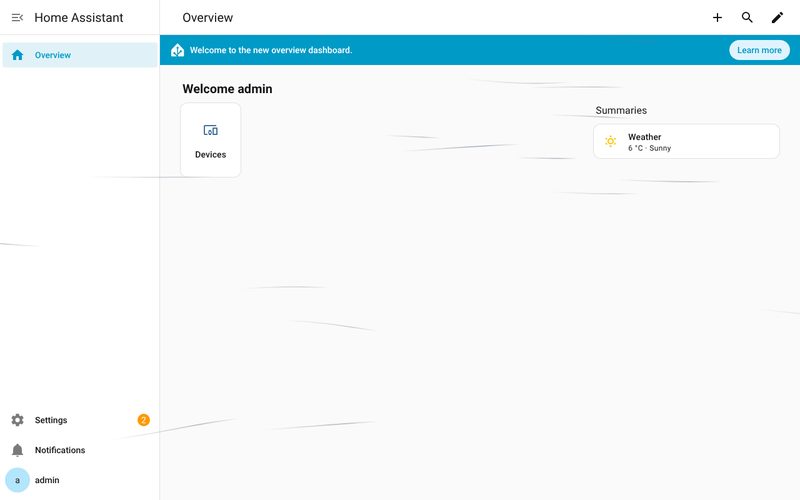 Home Assistant
Overview
Overview
Welcome to the new overview dashboard.
Learn more
Welcome admin
Devices
Summaries
Weather
6 °C · Sunny
Settings
2
Notifications
a
admin